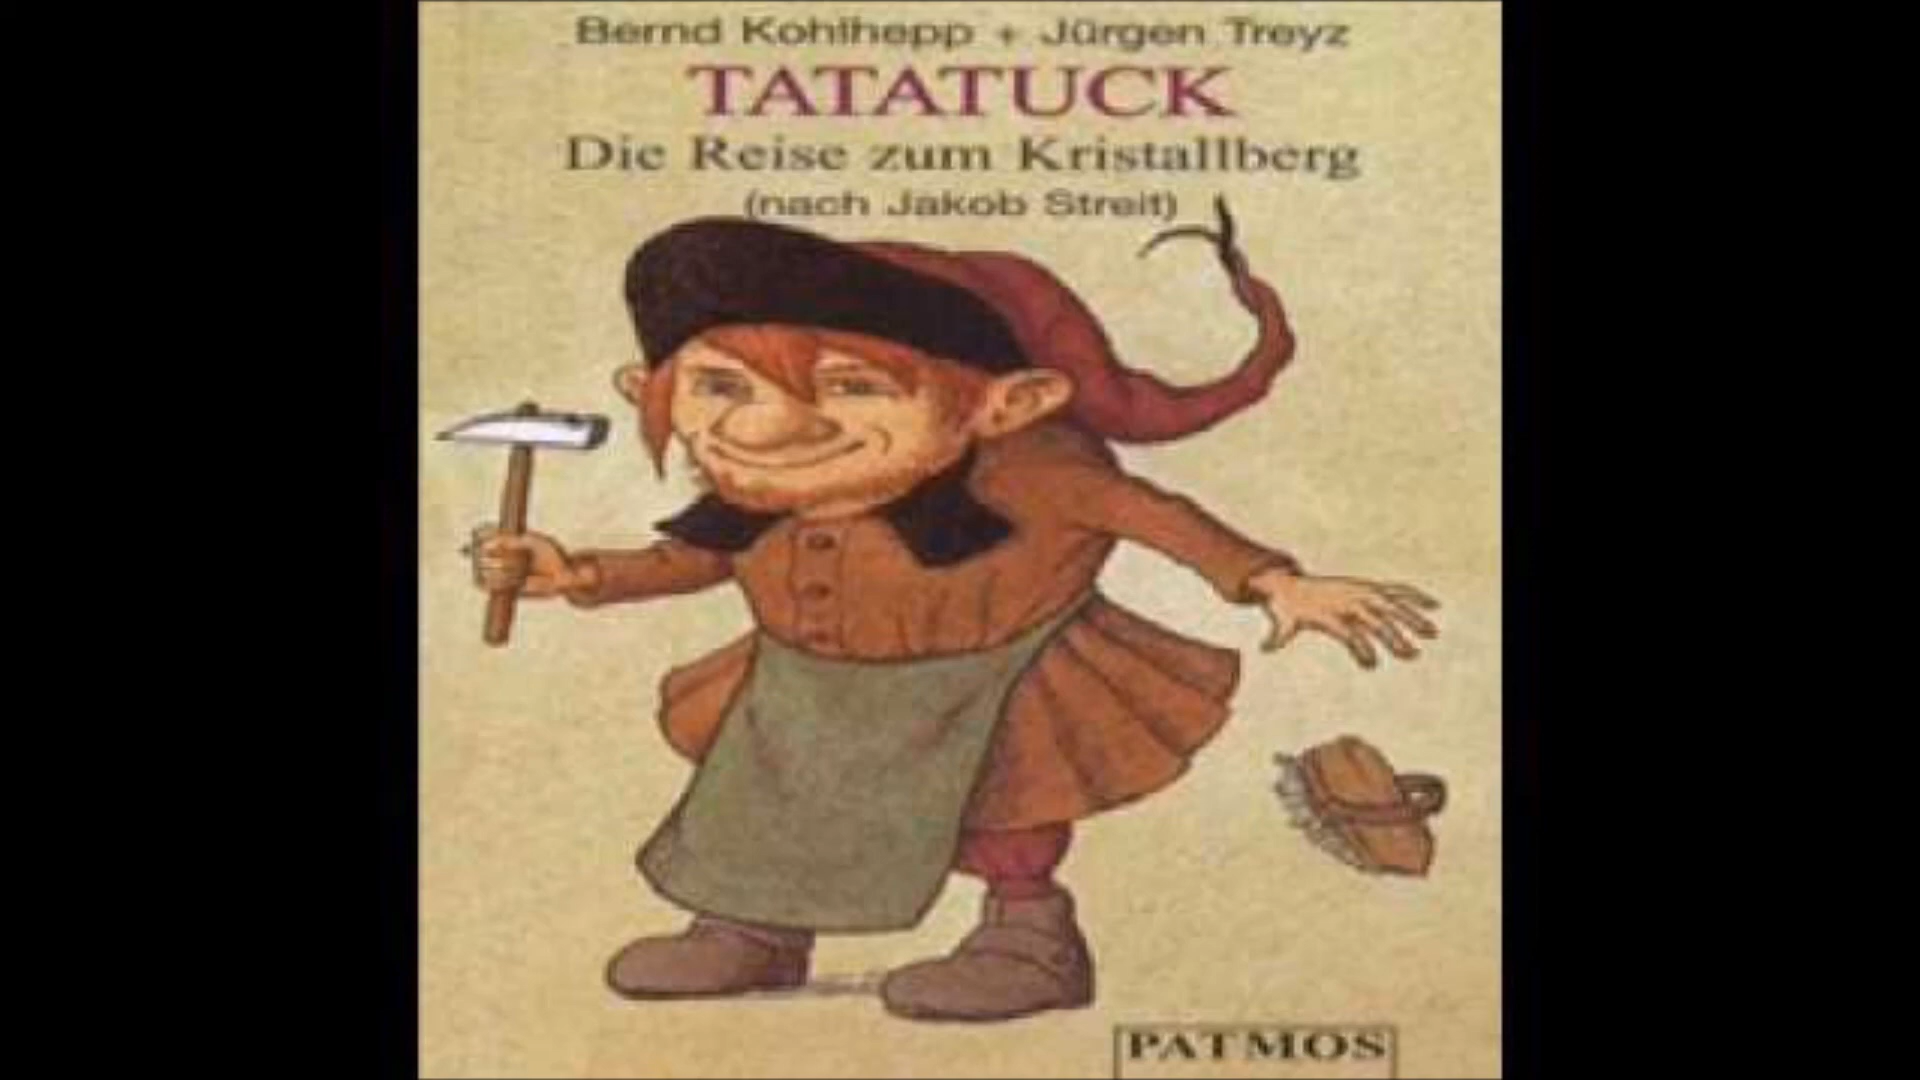 Bernd Kohlhepp + Jürgen Treyz
TATATUCK
Die Reise zum Kristallberg
(nach Jakob Streit)
PATMOS